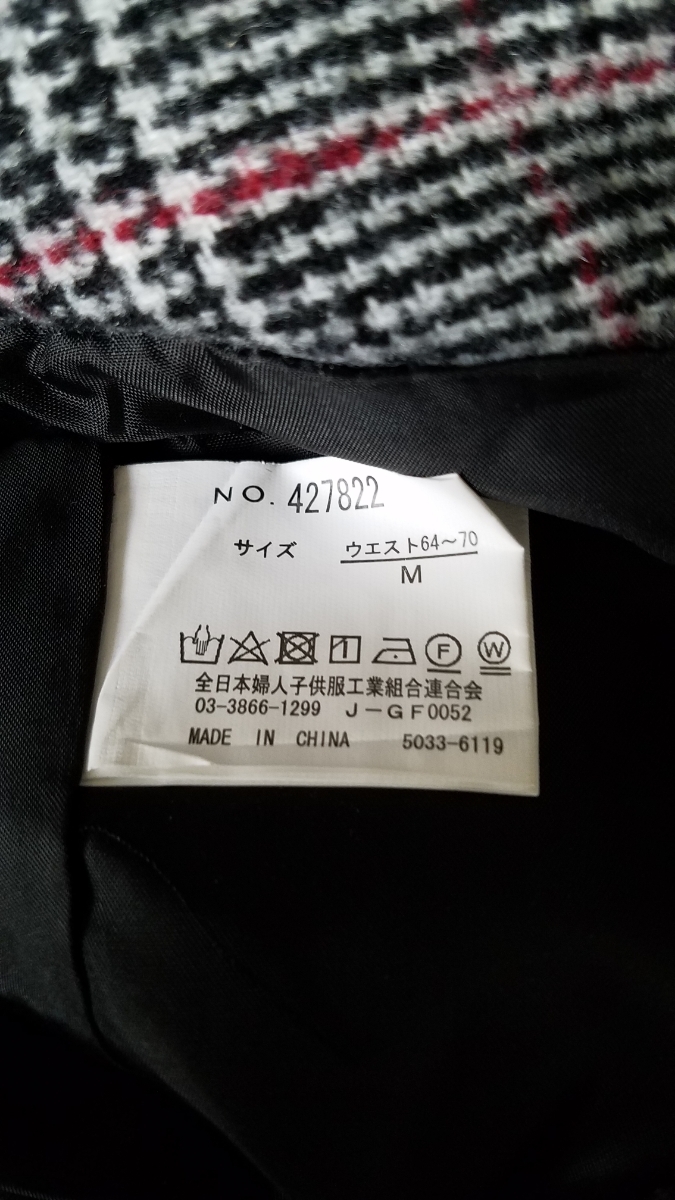 NO. 427822
サイズ ウエスト64〜70
M
F W
全日本婦人子供服工業組合連合会
03-3866-1299 J-GF0052
MADE IN CHINA 5033-6119